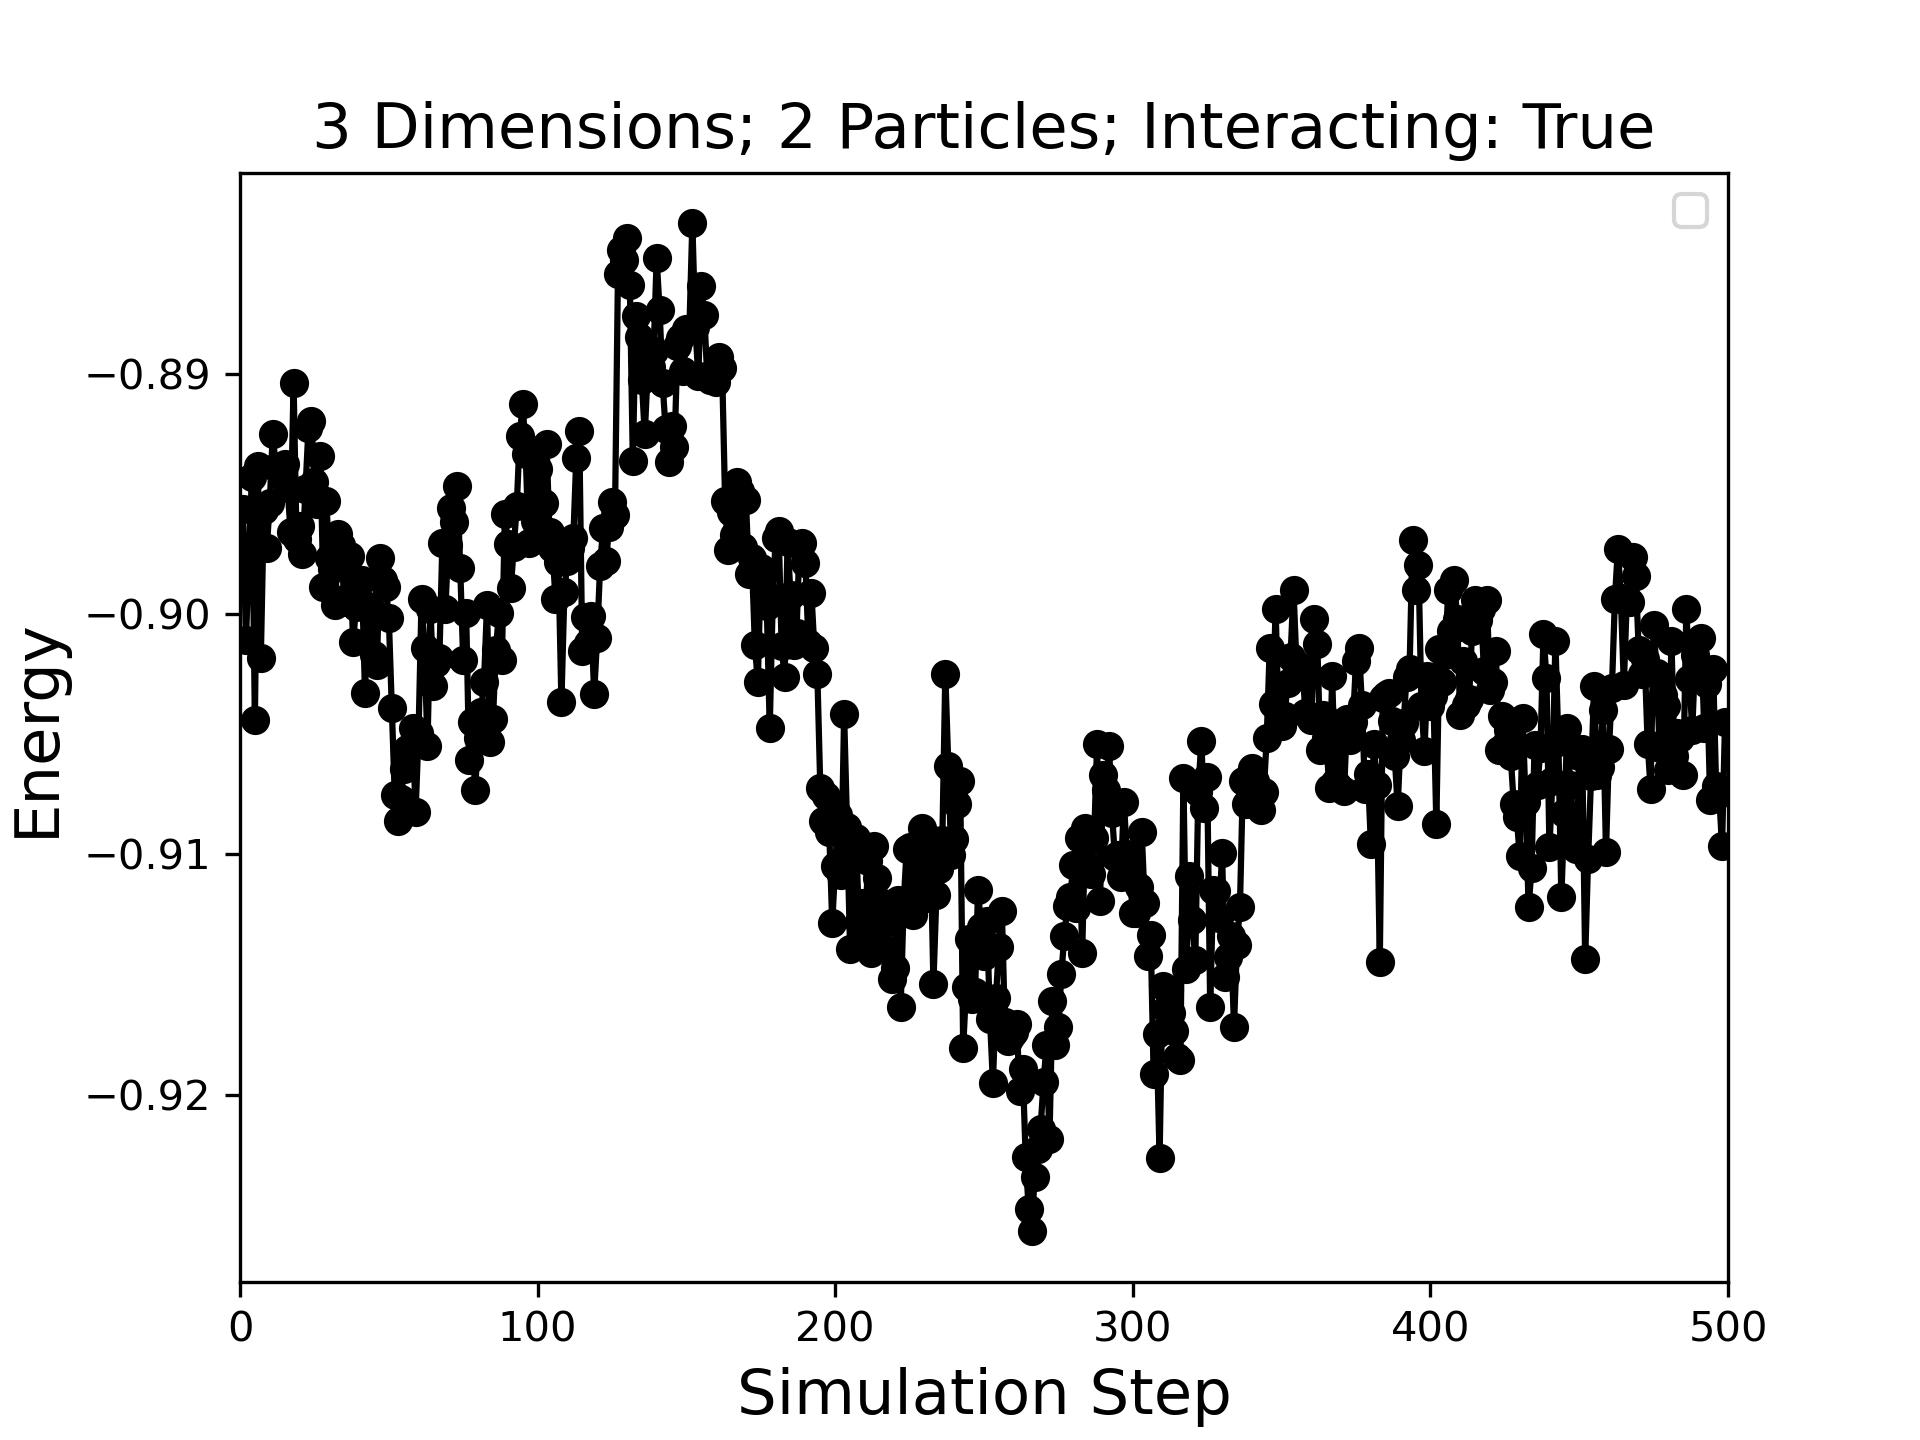 3 Dimensions; 2 Particles; Interacting: True
Energy
−0.89
−0.90
−0.91
−0.92
0 100 200 300 400 500
Simulation Step